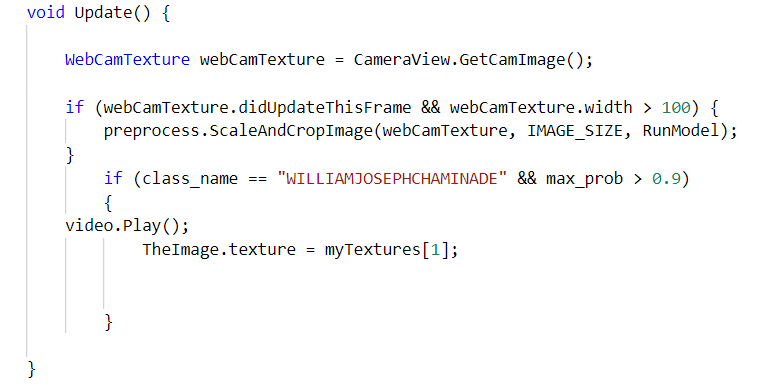 void Update() {
WebCamTexture webCamTexture = CameraView.GetCamImage();
if (webCamTexture.didUpdateThisFrame && webCamTexture.width > 100) {
preprocess.ScaleAndCropImage(webCamTexture, IMAGE_SIZE, RunModel);
}
if (class_name == "WILLIAMJOSEPHCHAMINADE" && max_prob > 0.9)
{
video.Play();
TheImage.texture = myTextures[1];
}
}